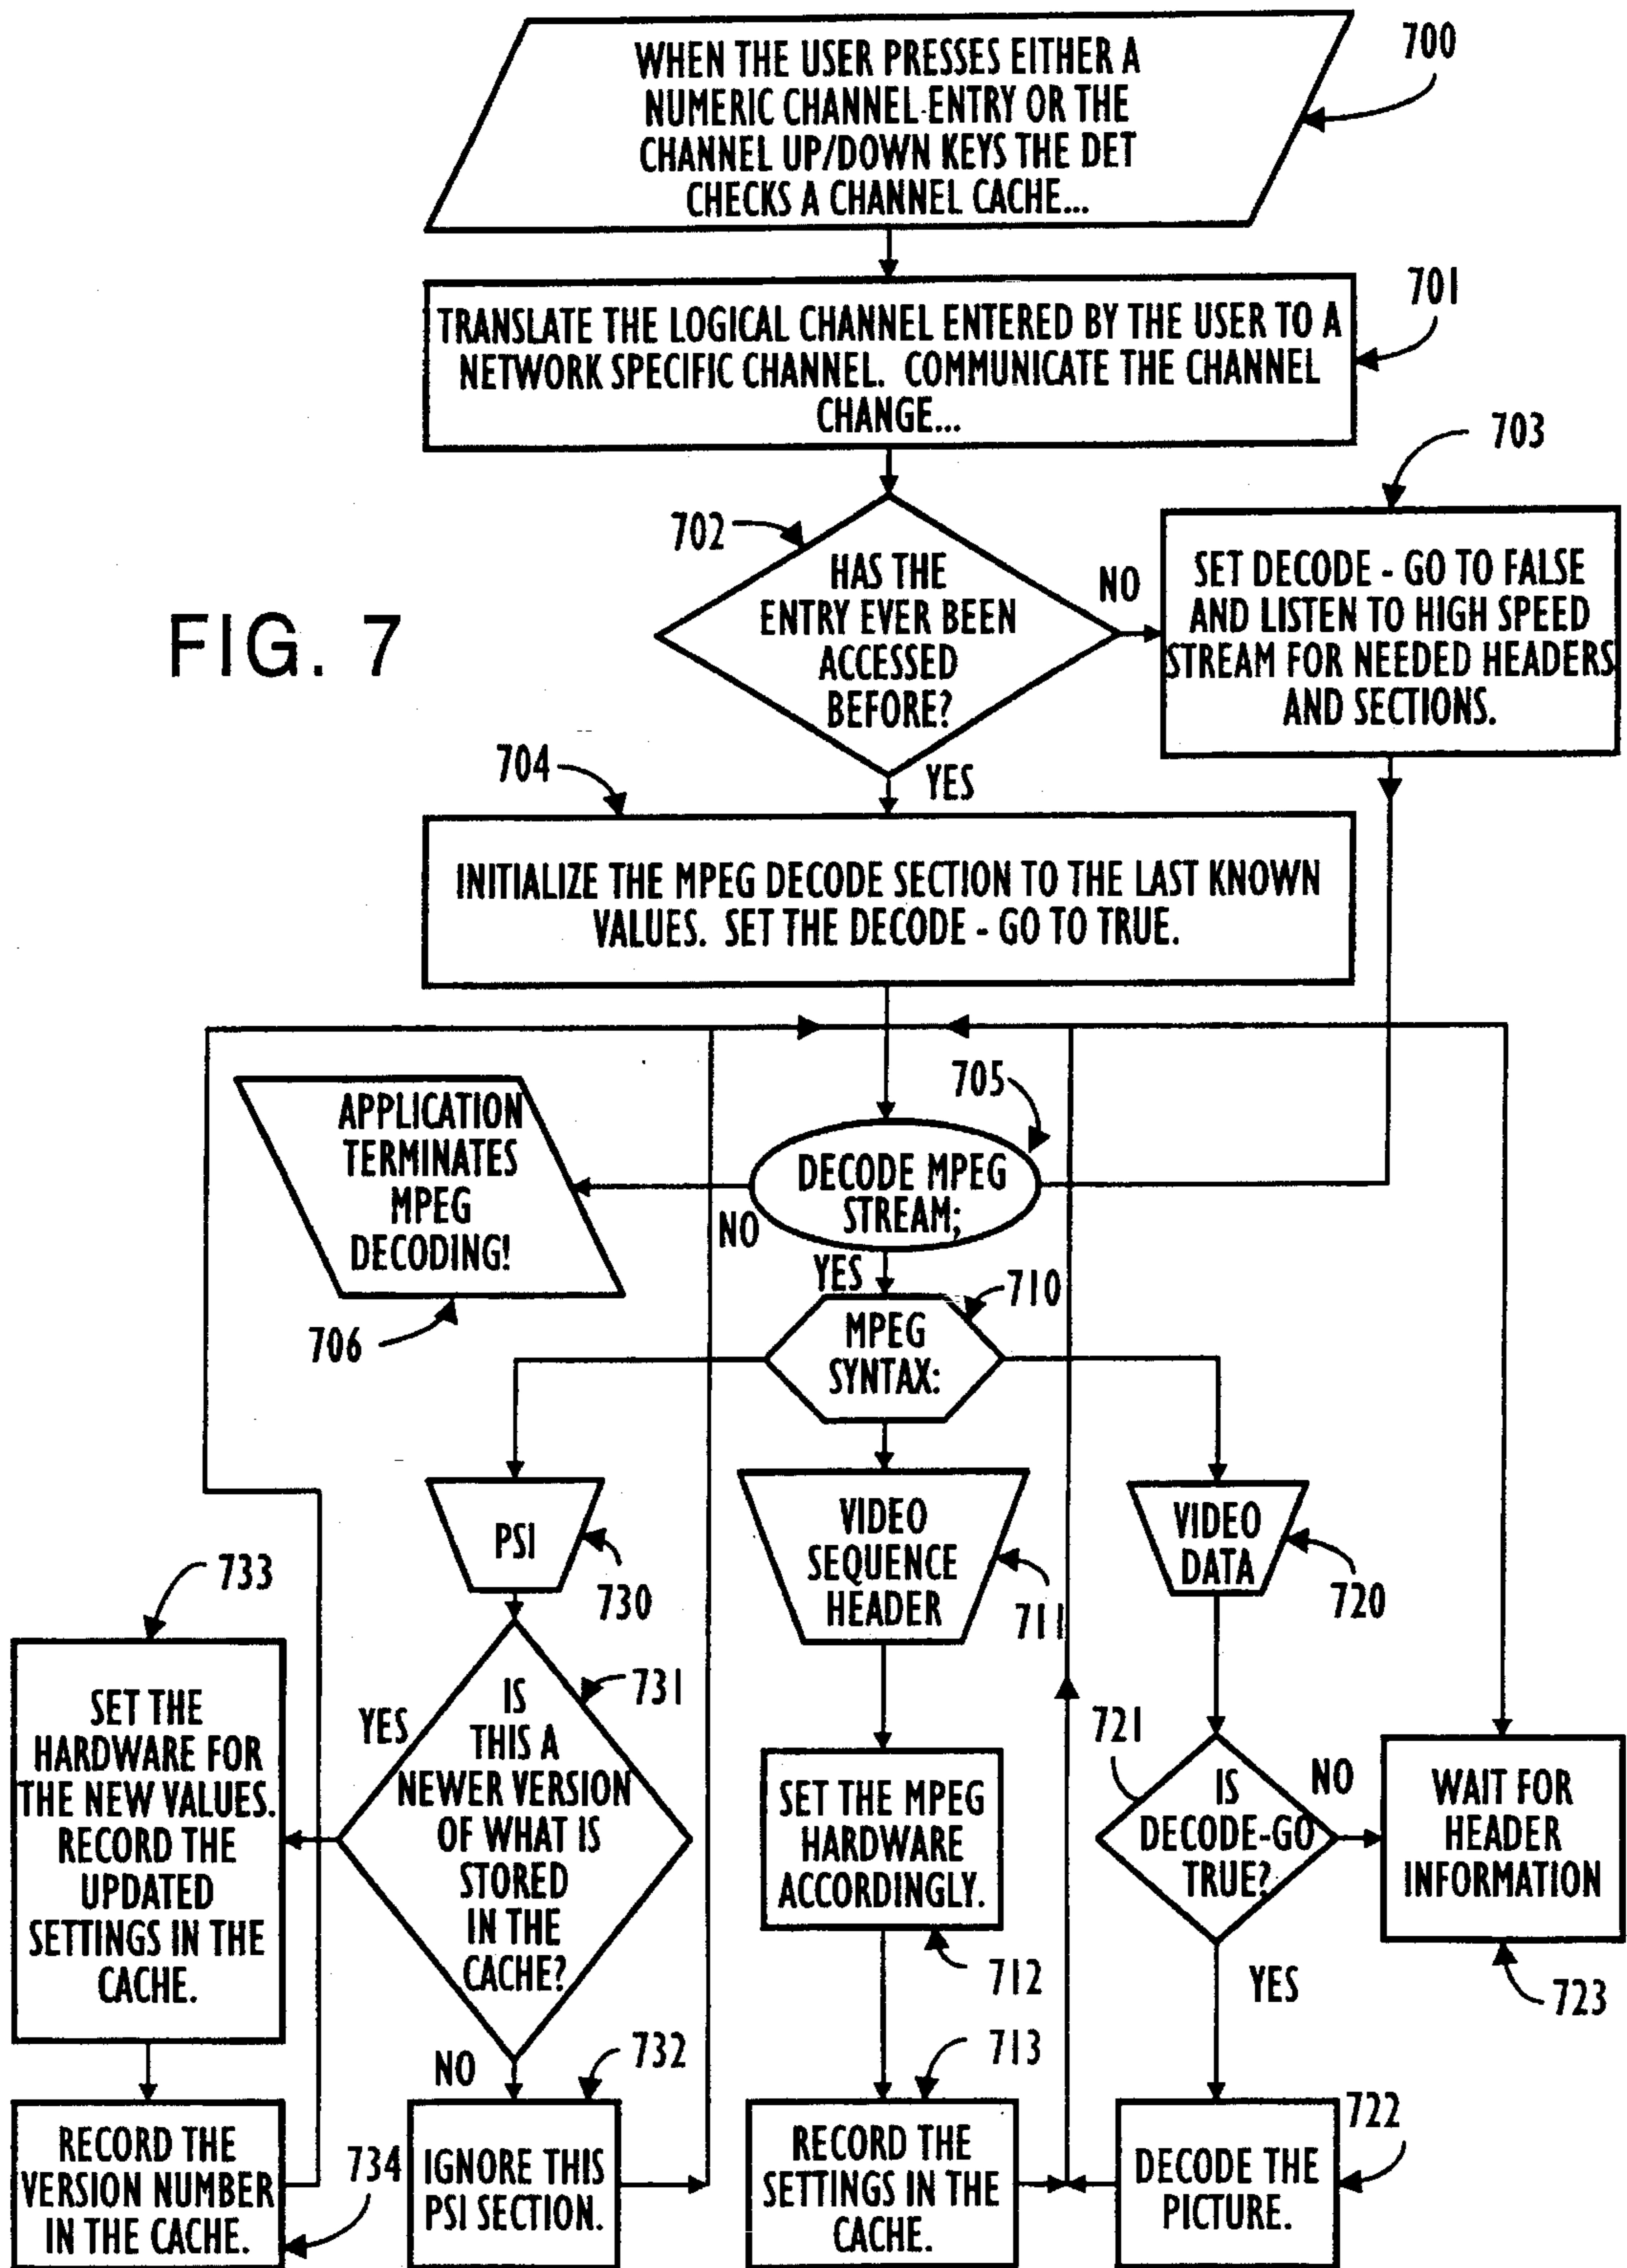 WHEN THE USER PRESSES EITHER A
NUMERIC CHANNEL ENTRY OR THE
CHANNEL UP/DOWN KEYS THE DET
CHECKS A CHANNEL CACHE...
700
TRANSLATE THE LOGICAL CHANNEL ENTERED BY THE USER TO A
NETWORK SPECIFIC CHANNEL. COMMUNICATE THE CHANNEL
CHANGE...
701
702
HAS THE
ENTRY EVER BEEN
ACCESSED
BEFORE?
NO
703
SET DECODE - GO TO FALSE
AND LISTEN TO HIGH SPEED
STREAM FOR NEEDED HEADERS
AND SECTIONS.
FIG. 7
YES
704
INITIALIZE THE MPEG DECODE SECTION TO THE LAST KNOWN
VALUES. SET THE DECODE - GO TO TRUE.
705
DECODE MPEG
STREAM;
NO
APPLICATION
TERMINATES
MPEG
DECODING!
706
YES
710
MPEG
SYNTAX:
PSI
730
VIDEO
SEQUENCE
HEADER
711
VIDEO
DATA
720
733
SET THE
HARDWARE FOR
THE NEW VALUES.
RECORD THE
UPDATED
SETTINGS IN THE
CACHE.
YES
731
IS
THIS A
NEWER VERSION
OF WHAT IS
STORED
IN THE
CACHE?
NO
SET THE MPEG
HARDWARE
ACCORDINGLY.
712
721
IS
DECODE-GO
TRUE?
NO
YES
WAIT FOR
HEADER
INFORMATION
723
RECORD THE
VERSION NUMBER
IN THE CACHE.
734
732
IGNORE THIS
PSI SECTION.
713
RECORD THE
SETTINGS IN THE
CACHE.
722
DECODE THE
PICTURE.